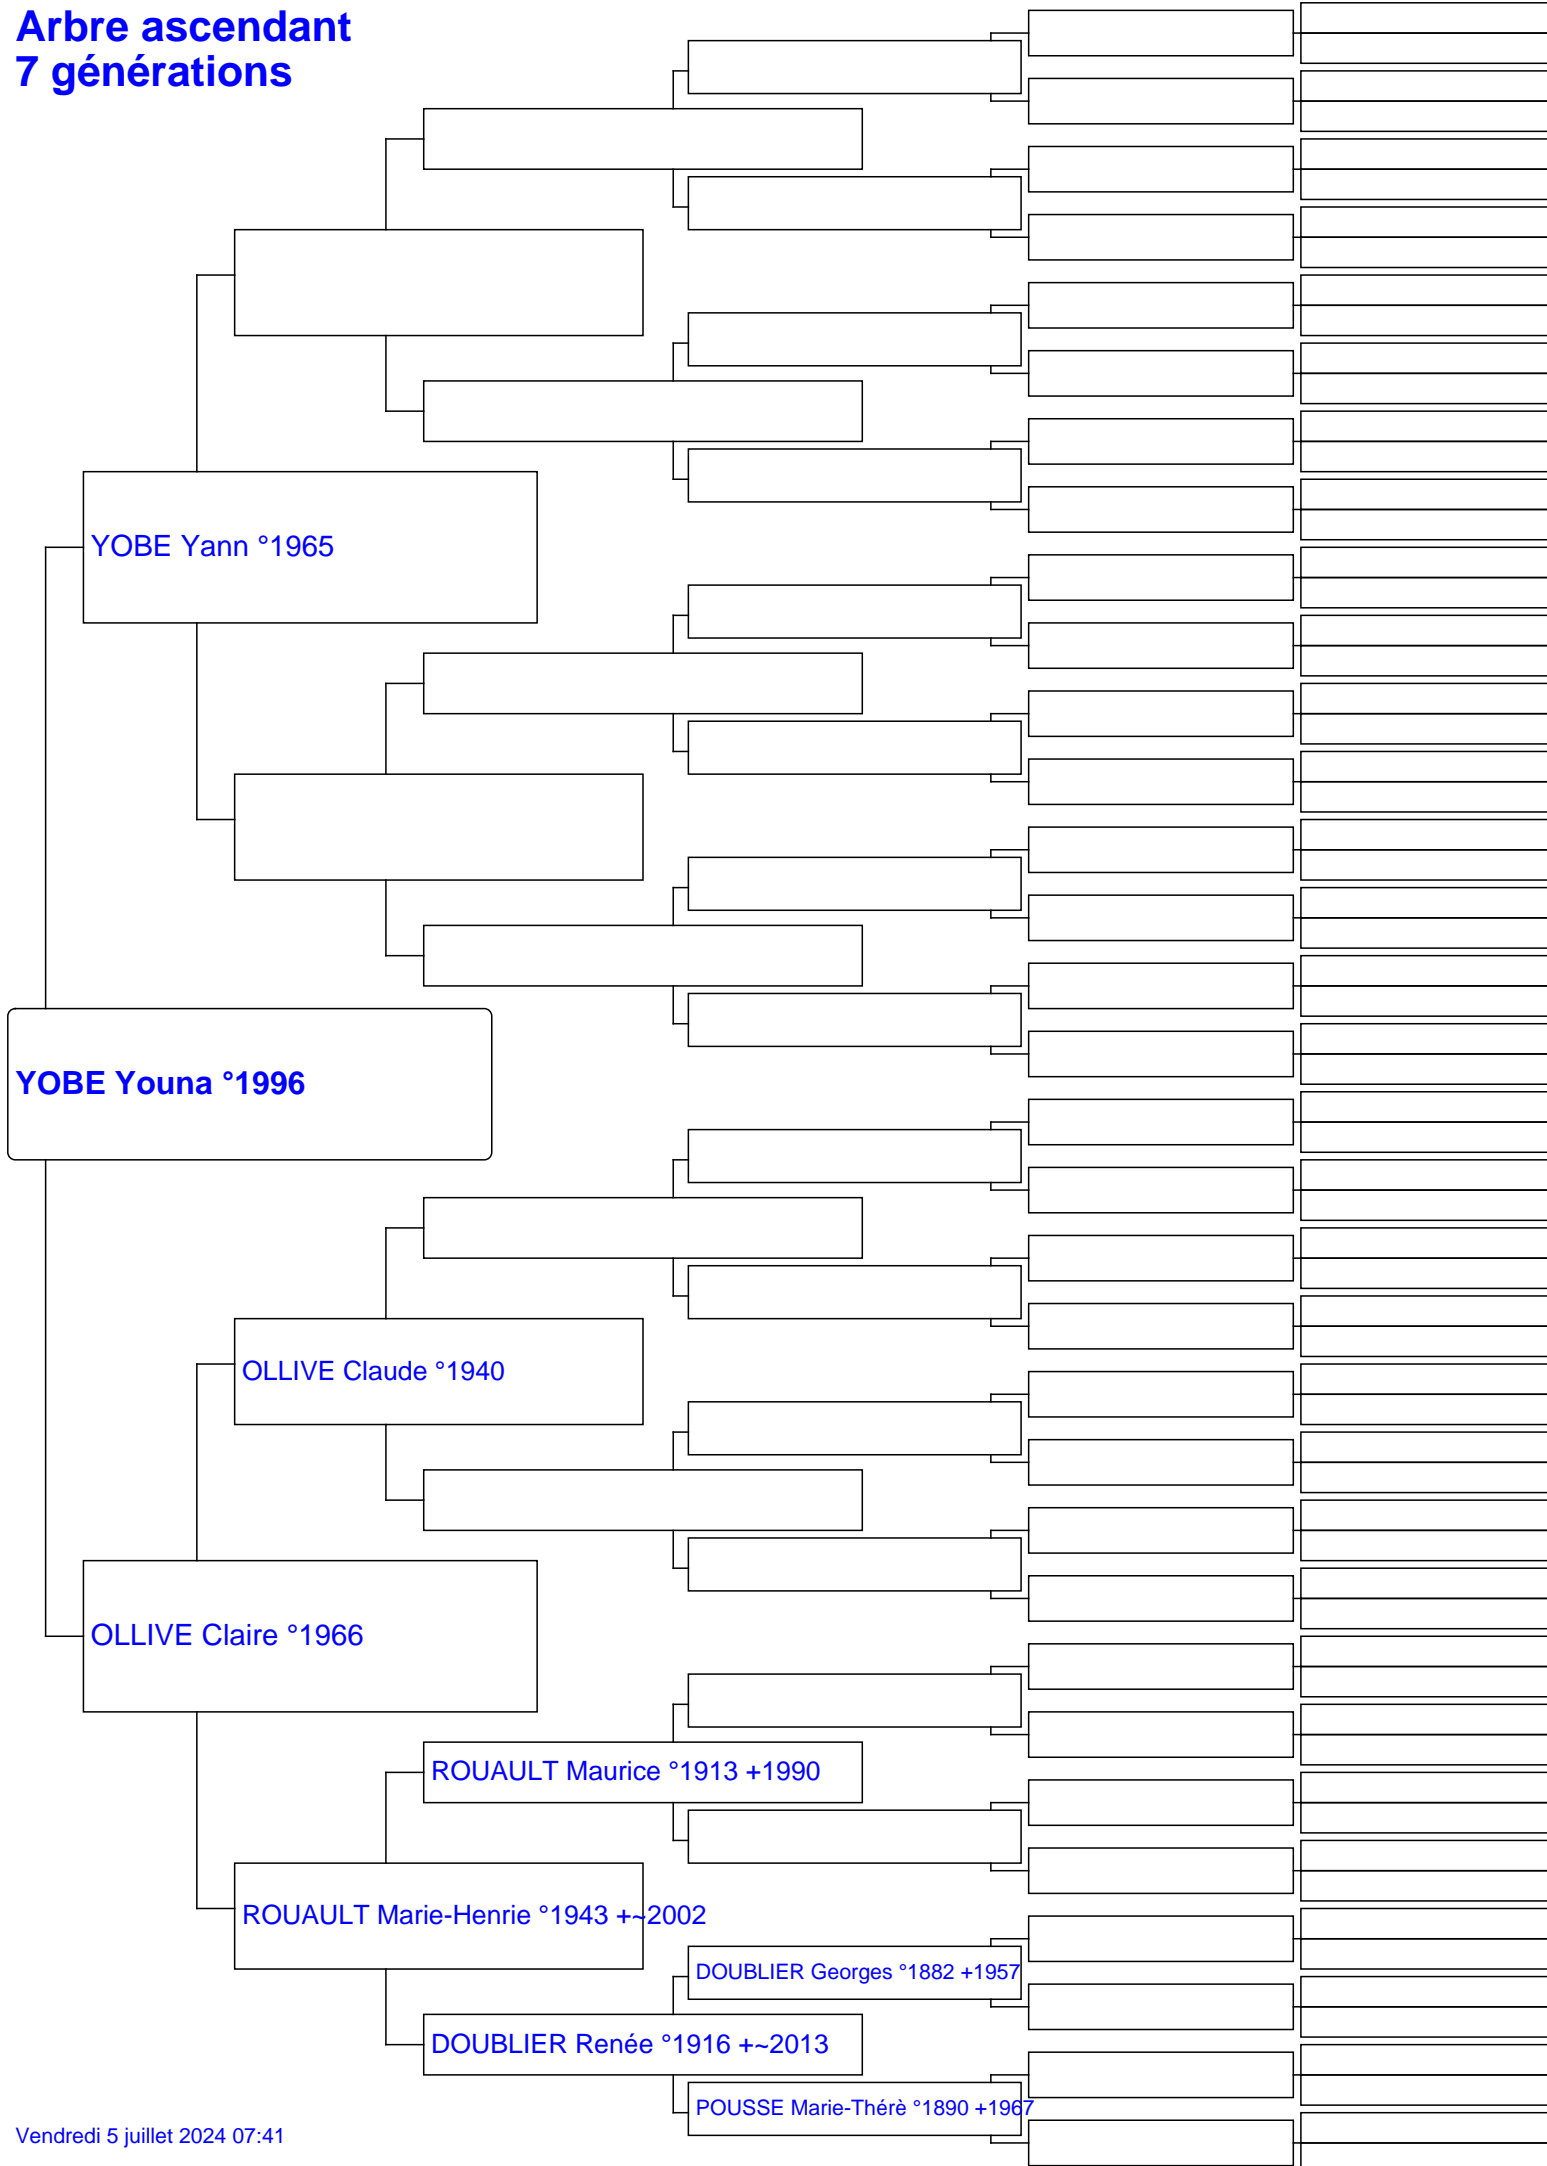 Arbre ascendant
7 générations
YOBE Yann °1965
YOBE Youna °1996
OLLIVE Claude °1940
OLLIVE Claire °1966
ROUAULT Maurice °1913 +1990
ROUAULT Marie-Henrie °1943 +~2002
DOUBLIER Georges °1882 +1957
DOUBLIER Renée °1916 +~2013
POUSSE Marie-Thérè °1890 +1967
Vendredi 5 juillet 2024 07:41